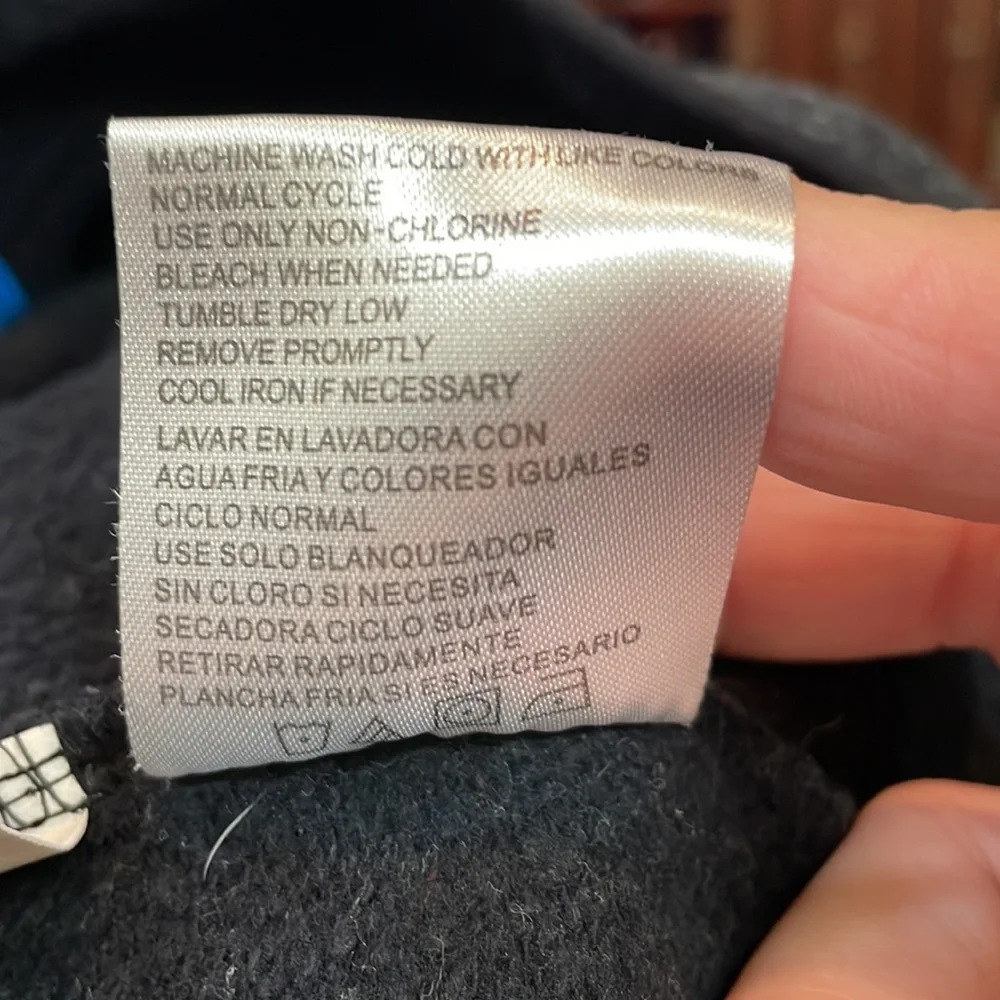 MACHINE WASH COLD WITH LIKE COLORS
NORMAL CYCLE
USE ONLY NON-CHLORINE
BLEACH WHEN NEEDED
TUMBLE DRY LOW
REMOVE PROMPTLY
COOL IRON IF NECESSARY
LAVAR EN LAVADORA CON
AGUA FRIA Y COLORES IGUALES
CICLO NORMAL
USE SOLO BLANQUEADOR
SIN CLORO SI NECESITA
SECADORA CICLO SUAVE
RETIRAR RAPIDAMENTE
PLANCHA FRIA SI ES NECESARIO